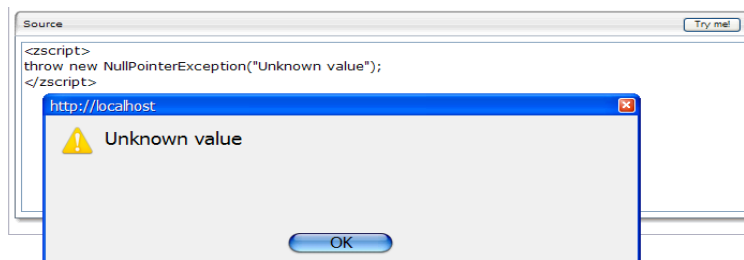 Source
Try me!
<zscript>
throw new NullPointerException("Unknown value");
</zscript>
http://localhost
Unknown value
OK